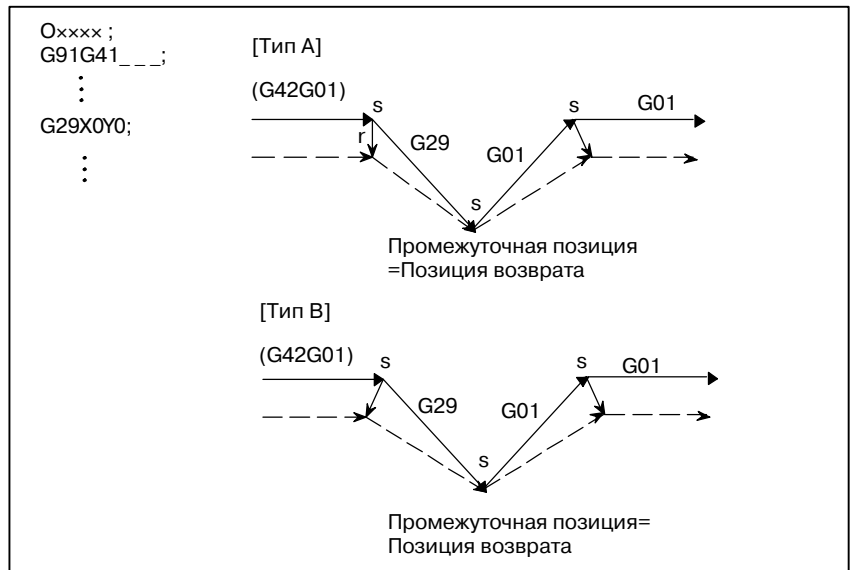 O×××× ;
G91G41_ _ _;
G29X0Y0;
[Тип A]
(G42G01)
s
s
G01
r
G29
G01
s
Промежуточная позиция
=Позиция возврата
[Тип B]
(G42G01)
s
s
G01
G29
G01
s
Промежуточная позиция=
Позиция возврата